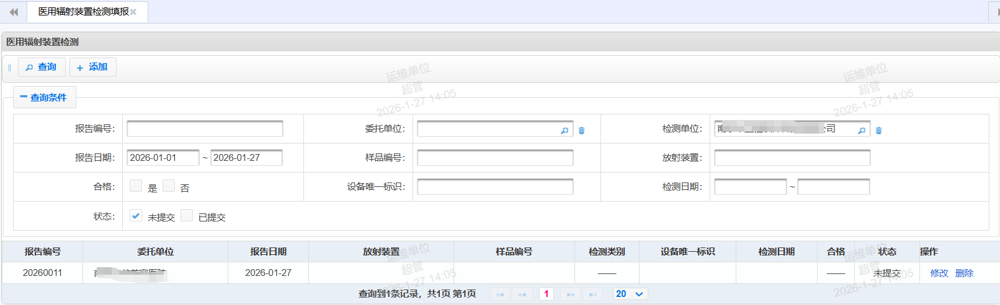 医用辐射装置检测填报
医用辐射装置检测
查询 添加
运维单位 运维单位
超管 超管
2026-1-27 14:05 2026-1-27 14:05
查询条件
报告编号: 委托单位: 检测单位: 公司
报告日期: 2026-01-01 ~ 2026-01-27 样品编号: 放射装置:
合格: 是 否 设备唯一标识: 检测日期: ~
状态: 未提交 已提交
报告编号 委托单位 报告日期 放射装置 样品编号 检测类别 设备唯一标识 检测日期 合格 状态 操作
运维单位 运维单位
20260011 2026-01-27 —— —— 未提交 修改 删除
超管 超管
2026-1-27 14:05 2026-1-27 14:05
查询到1条记录，共1页 第1页 1 20